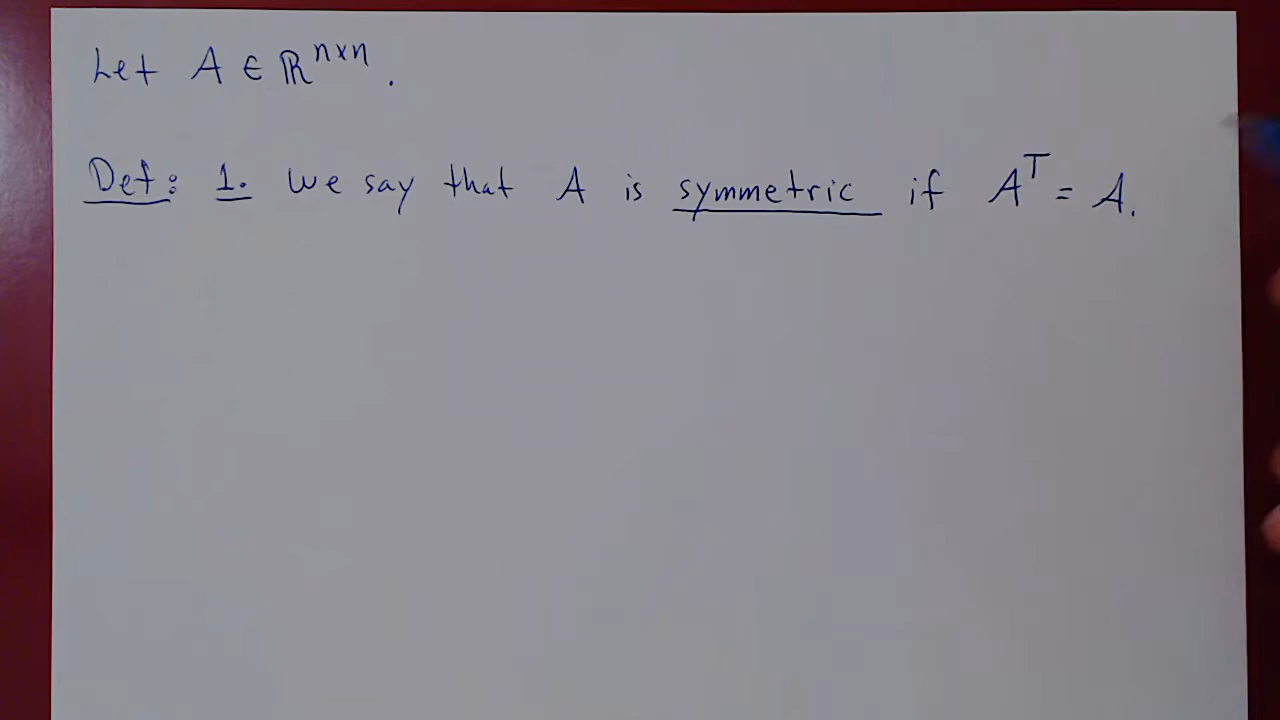 Let A ∈ ℝⁿˣⁿ.
Def: 1. We say that A is symmetric if Aᵀ = A.